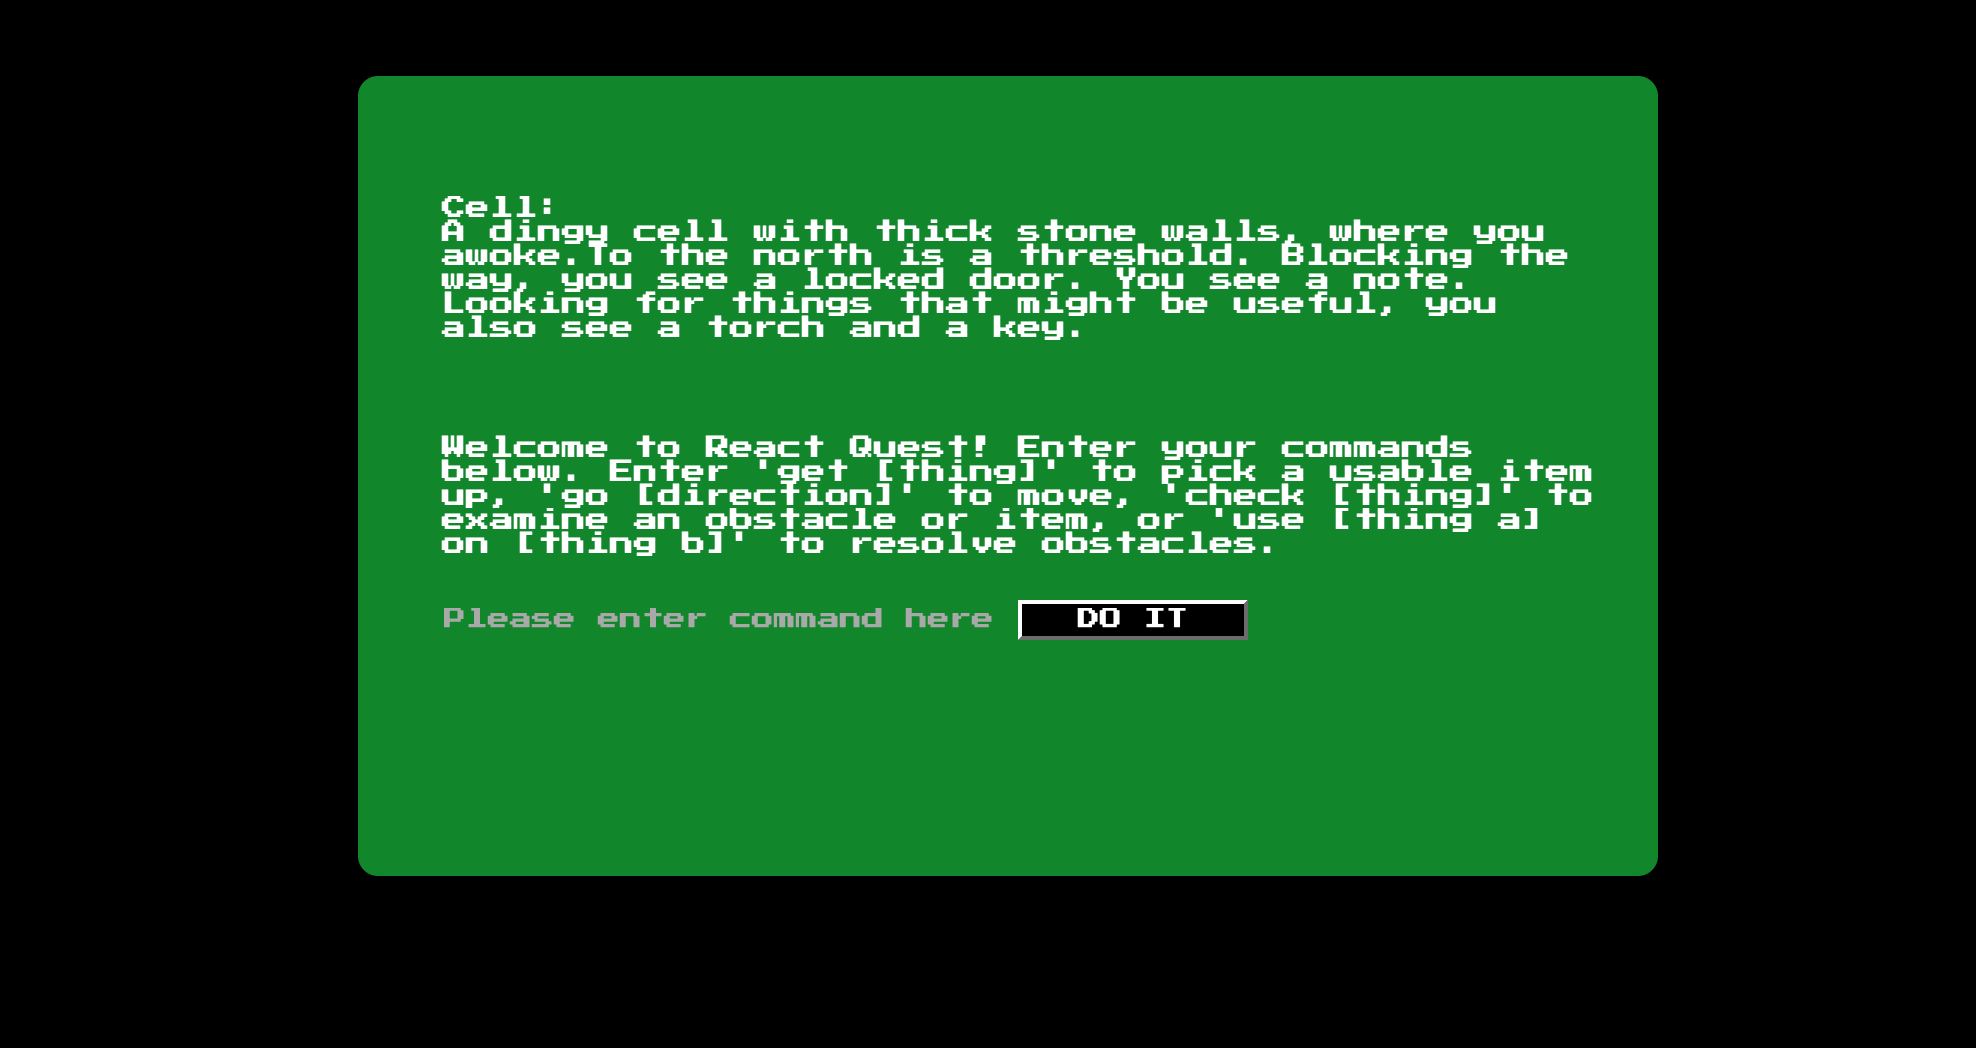 Cell:
A dingy cell with thick stone walls, where you
awoke.To the north is a threshold. Blocking the
way, you see a locked door. You see a note.
Looking for things that might be useful, you
also see a torch and a key.
Welcome to React Quest! Enter your commands
below. Enter 'get [thing]' to pick a usable item
up, 'go [direction]' to move, 'check [thing]' to
examine an obstacle or item, or 'use [thing a]
on [thing b]' to resolve obstacles.
Please enter command here DO IT